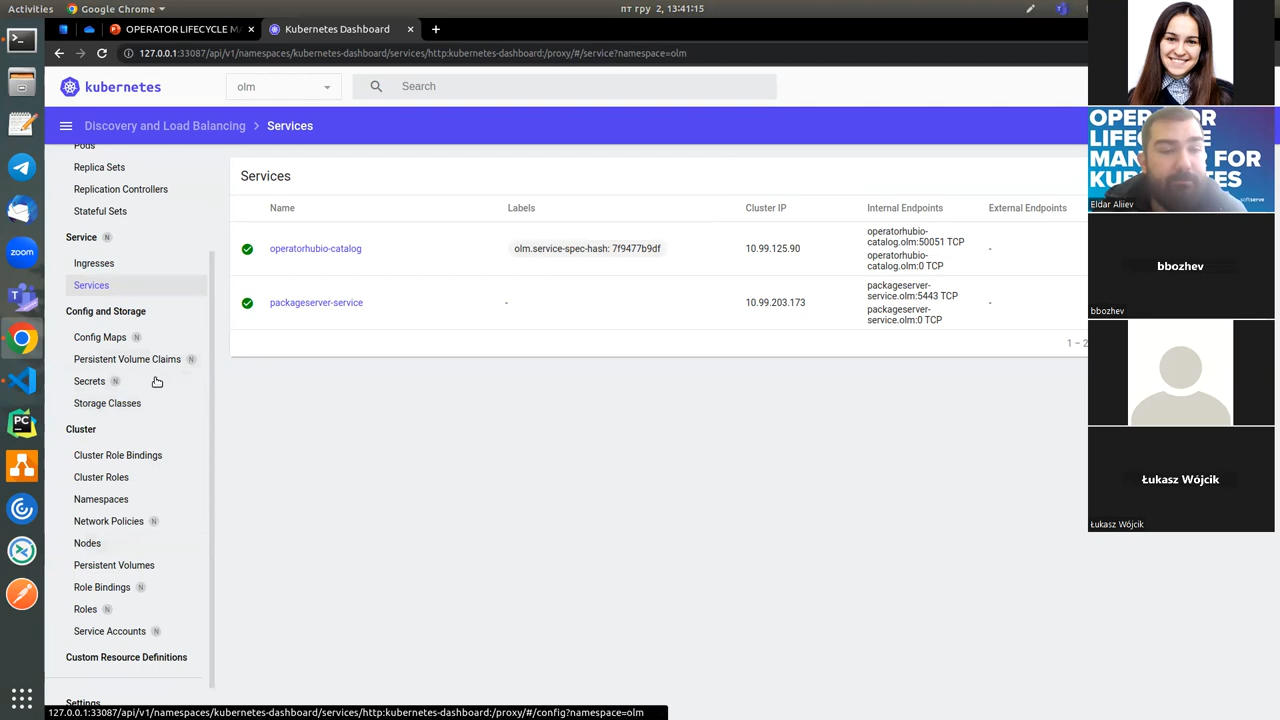 Activities
Google Chrome
пт гру 2, 13:41:15
OPERATOR LIFECYCLE MA
Kubernetes Dashboard
127.0.0.1:33087/api/v1/namespaces/kubernetes-dashboard/services/http:kubernetes-dashboard:/proxy/#/service?namespace=olm
kubernetes
olm
Search
Discovery and Load Balancing > Services
Pods
Replica Sets
Replication Controllers
Stateful Sets
Service N
Ingresses
Services
Config and Storage
Config Maps N
Persistent Volume Claims N
Secrets N
Storage Classes
Cluster
Cluster Role Bindings
Cluster Roles
Namespaces
Network Policies N
Nodes
Persistent Volumes
Role Bindings N
Roles N
Service Accounts N
Custom Resource Definitions
Settings
127.0.0.1:33087/api/v1/namespaces/kubernetes-dashboard/services/http:kubernetes-dashboard:/proxy/#/config?namespace=olm
Services
Name
Labels
Cluster IP
Internal Endpoints
External Endpoints
operatorhubio-catalog
olm.service-spec-hash: 7f9477b9df
10.99.125.90
operatorhubio-
catalog.olm:50051 TCP
operatorhubio-
catalog.olm:0 TCP
-
packageserver-service
-
10.99.203.173
packageserver-
service.olm:5443 TCP
packageserver-
service.olm:0 TCP
-
1 – 2
zoom
PC
OPERATOR
LIFE
MAN R FOR
KU ETES
softserve
Eldar Aliiev
bbozhev
bbozhev
Łukasz Wójcik
Łukasz Wójcik